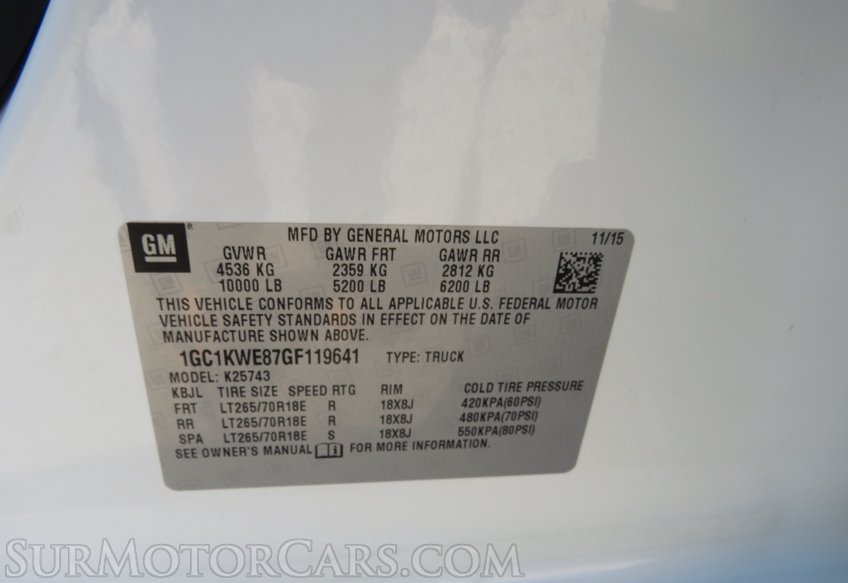 GM
MFD BY GENERAL MOTORS LLC 11/15
GVWR GAWR FRT GAWR RR
4536 KG 2359 KG 2812 KG
10000 LB 5200 LB 6200 LB
THIS VEHICLE CONFORMS TO ALL APPLICABLE U.S. FEDERAL MOTOR
VEHICLE SAFETY STANDARDS IN EFFECT ON THE DATE OF
MANUFACTURE SHOWN ABOVE.
1GC1KWE87GF119641 TYPE: TRUCK
MODEL: K25743
KBJL TIRE SIZE SPEED RTG RIM COLD TIRE PRESSURE
FRT LT265/70R18E R 18X8J 420KPA(60PSI)
RR LT265/70R18E R 18X8J 480KPA(70PSI)
SPA LT265/70R18E S 18X8J 550KPA(80PSI)
SEE OWNER'S MANUAL FOR MORE INFORMATION.
SurMotorCars.com